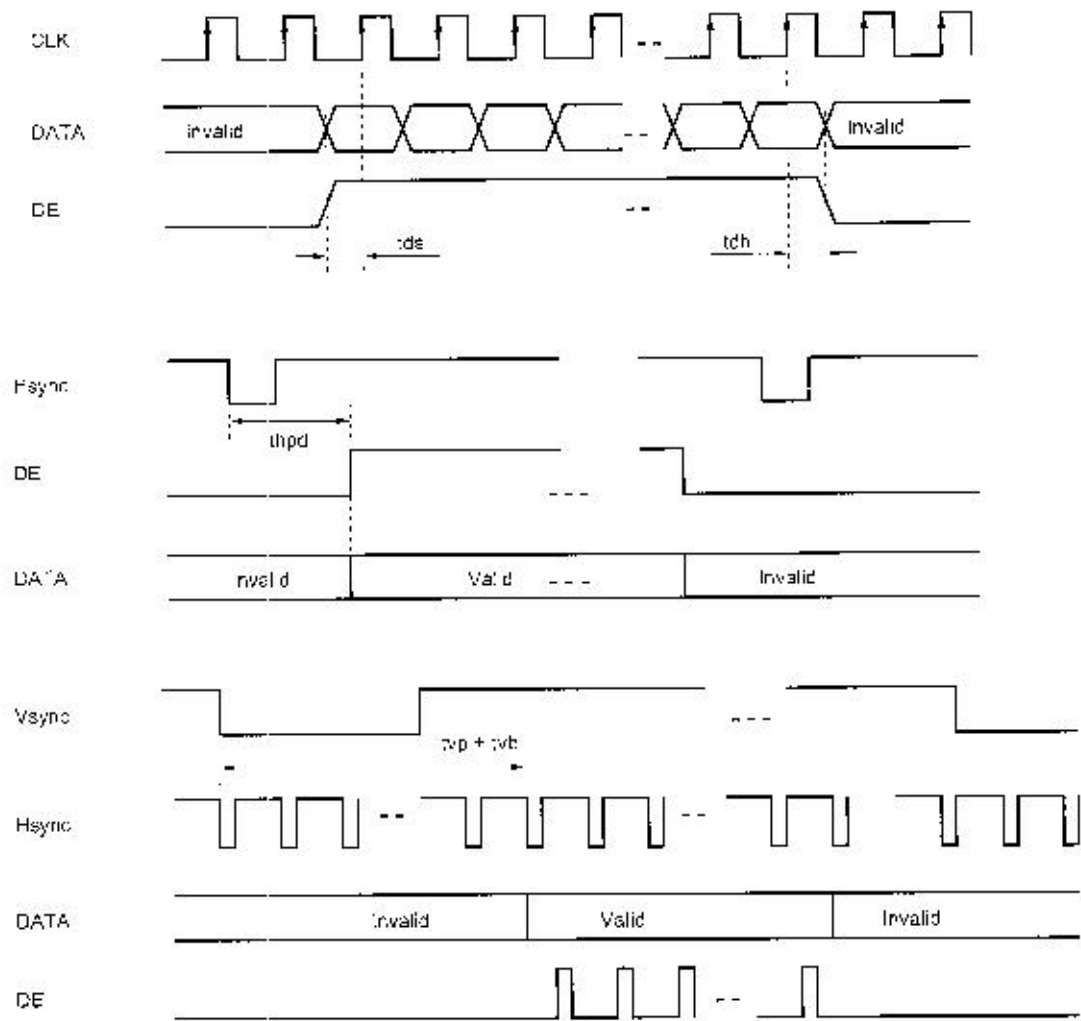 CLK
DATA
Invalid
Invalid
DE
tds
tdh
Hsync
thpd
DE
DATA
Invalid
Valid
Invalid
Vsync
tvp + tvb
Hsync
DATA
Invalid
Valid
Invalid
DE